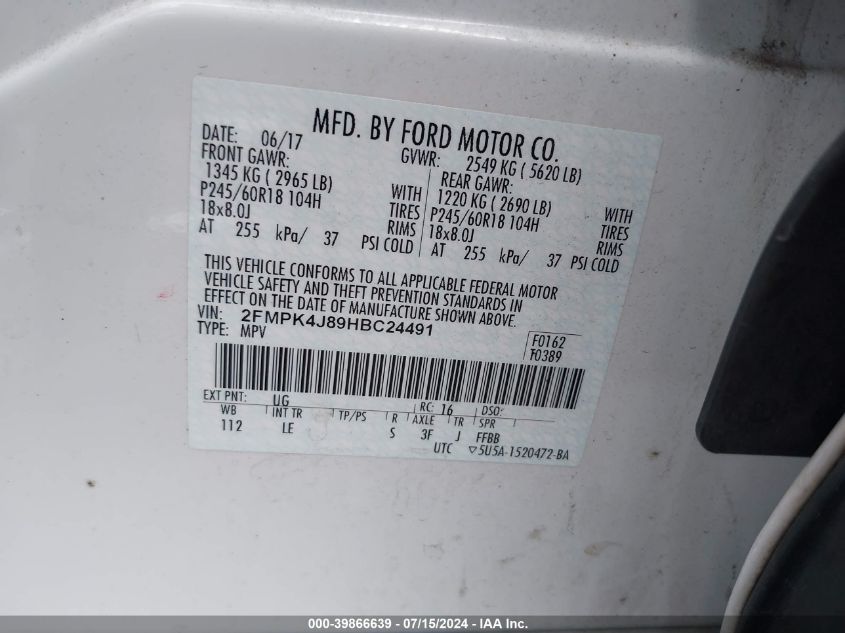 MFD. BY FORD MOTOR CO.
DATE: 06/17 GVWR: 2549 KG ( 5620 LB)
FRONT GAWR: REAR GAWR:
1345 KG ( 2965 LB) WITH 1220 KG ( 2690 LB) WITH
P245/60R18 104H TIRES P245/60R18 104H TIRES
18x8.0J RIMS 18x8.0J RIMS
AT 255 kPa/ 37 PSI COLD AT 255 kPa/ 37 PSI COLD
THIS VEHICLE CONFORMS TO ALL APPLICABLE FEDERAL MOTOR
VEHICLE SAFETY AND THEFT PREVENTION STANDARDS IN
EFFECT ON THE DATE OF MANUFACTURE SHOWN ABOVE.
VIN: 2FMPK4J89HBC24491
TYPE: MPV
F0162
T0389
EXT PNT: UG RC: 16 DSO:
WB INT TR TP/PS R AXLE TR SPR
112 LE S 3F J FFBB
UTC ▽5U5A-1520472-BA
000-39866639 - 07/15/2024 - IAA Inc.